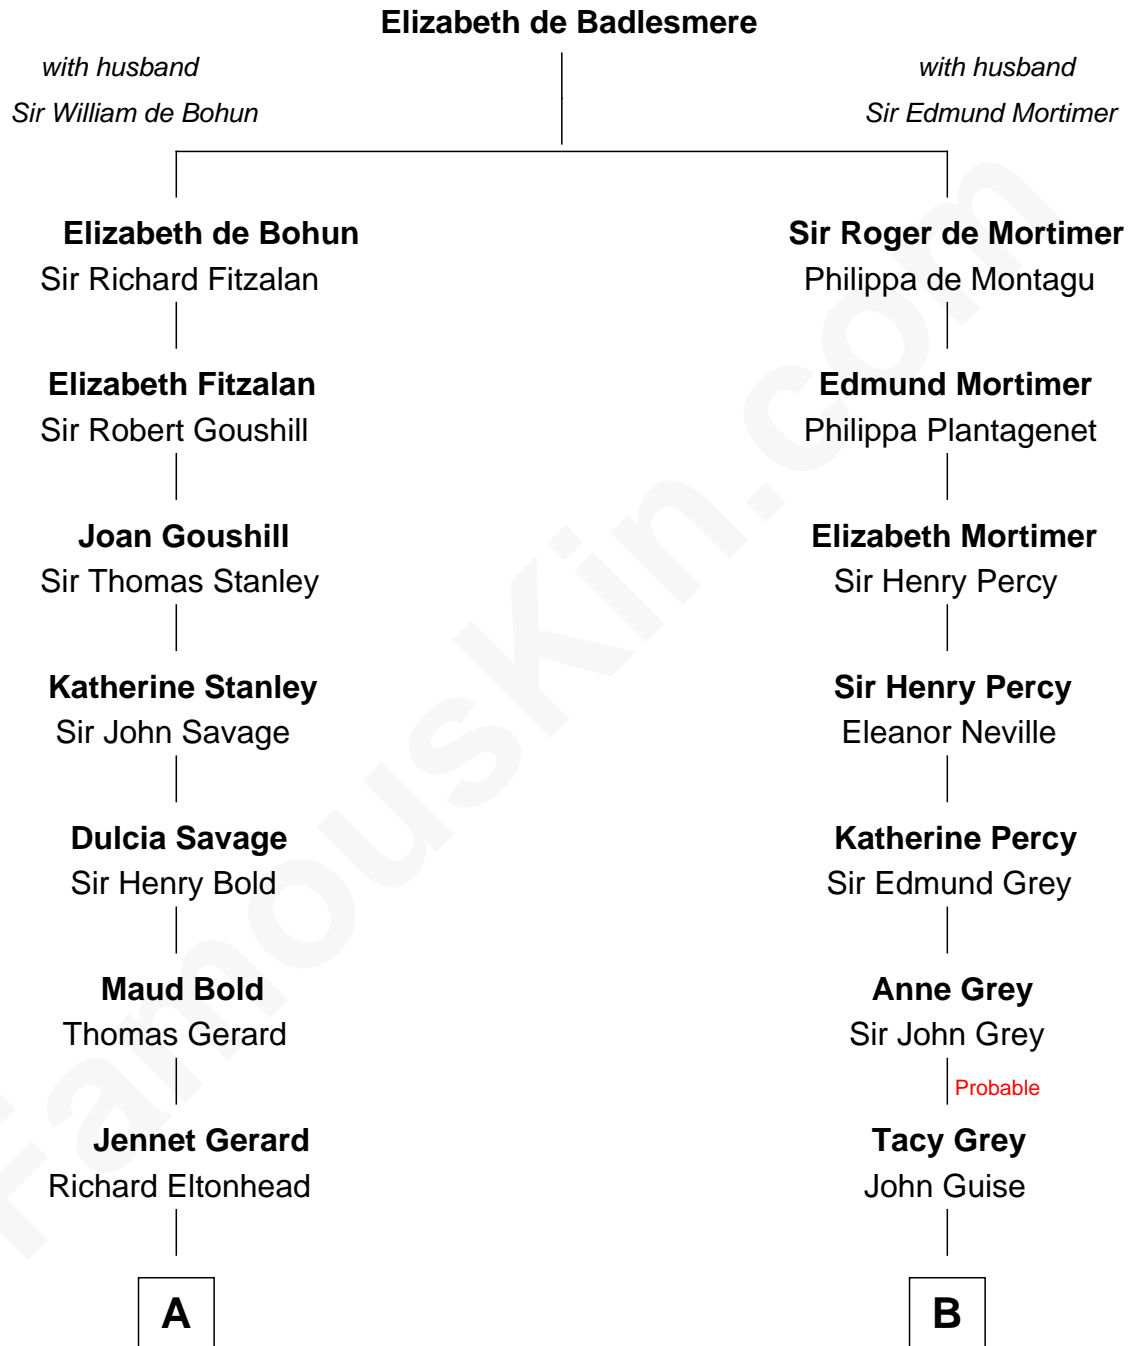 Elizabeth de Badlesmere
with husband
Sir William de Bohun
with husband
Sir Edmund Mortimer
Elizabeth de Bohun
Sir Richard Fitzalan
Sir Roger de Mortimer
Philippa de Montagu
Elizabeth Fitzalan
Sir Robert Goushill
Edmund Mortimer
Philippa Plantagenet
Joan Goushill
Sir Thomas Stanley
Elizabeth Mortimer
Sir Henry Percy
Katherine Stanley
Sir John Savage
Sir Henry Percy
Eleanor Neville
Dulcia Savage
Sir Henry Bold
Katherine Percy
Sir Edmund Grey
Maud Bold
Thomas Gerard
Anne Grey
Sir John Grey
Probable
Jennet Gerard
Richard Eltonhead
Tacy Grey
John Guise
A
B
FamousKin.com